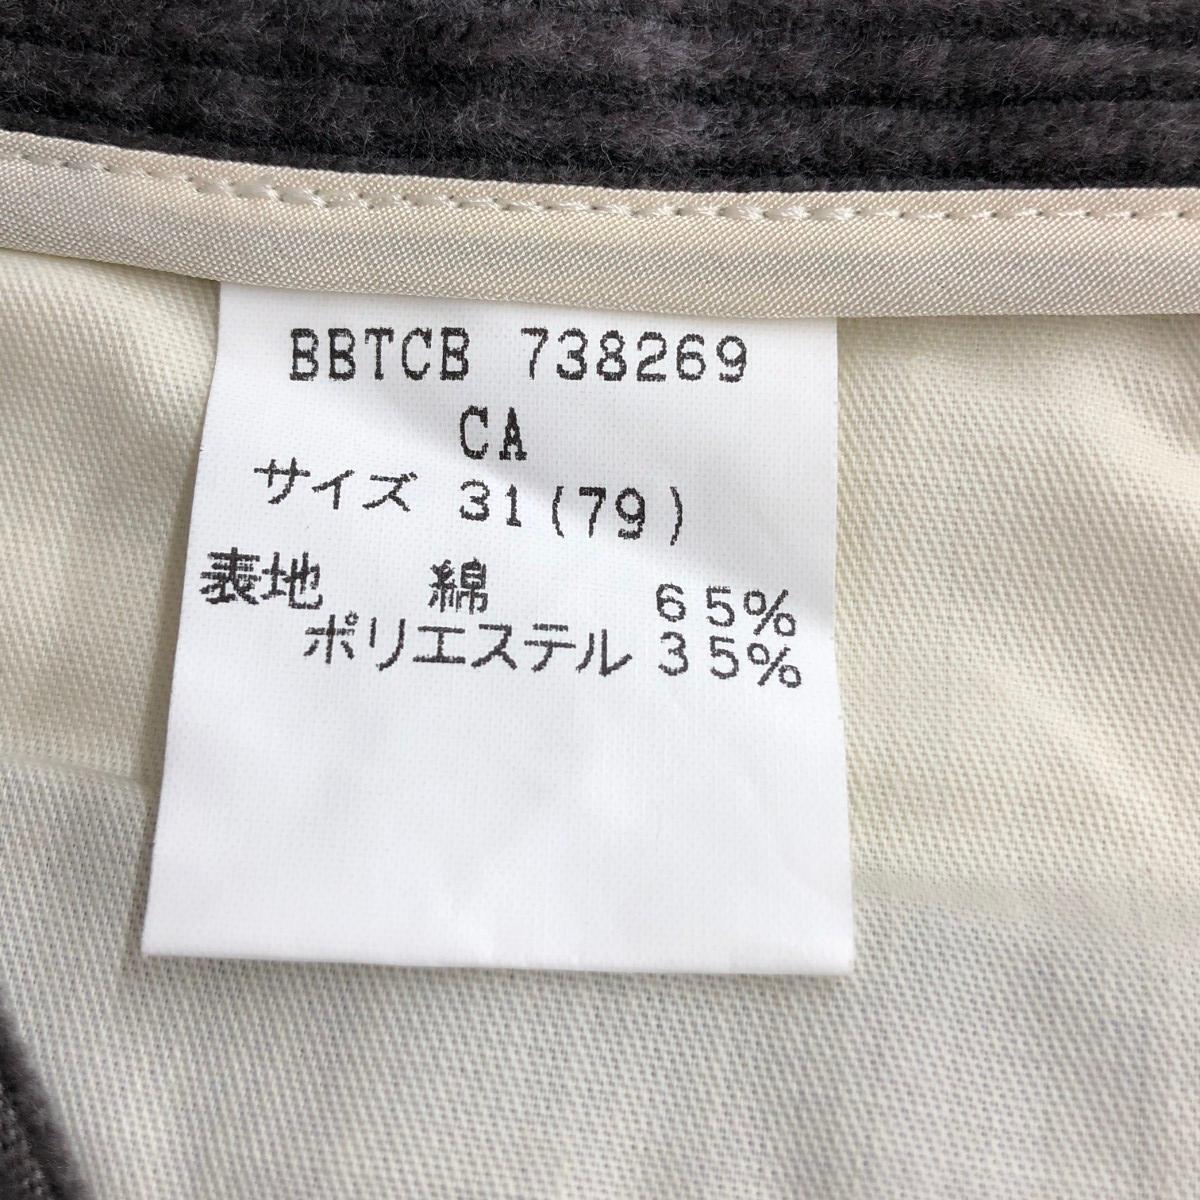 BBTCB 738269
CA
サイズ 31(79)
表地 綿 65%
ポリエステル 35%